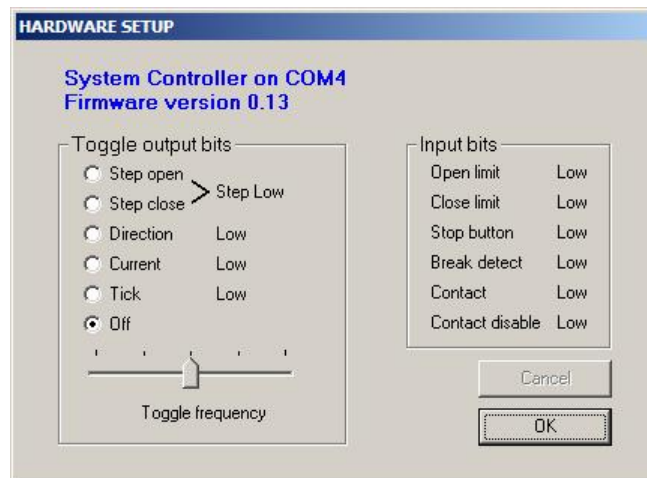 HARDWARE SETUP
System Controller on COM4
Firmware version 0.13
Toggle output bits
Step open
Step close
Step Low
Direction Low
Current Low
Tick Low
Off
Toggle frequency
Input bits
Open limit Low
Close limit Low
Stop button Low
Break detect Low
Contact Low
Contact disable Low
Cancel
OK